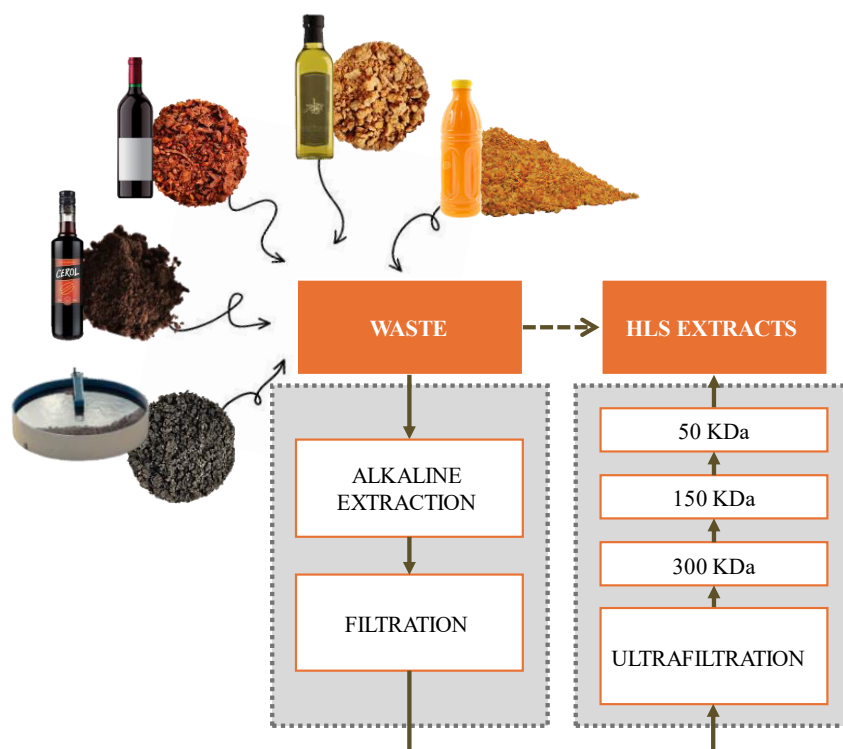 CEROL
WASTE
HLS EXTRACTS
ALKALINE
EXTRACTION
FILTRATION
50 KDa
150 KDa
300 KDa
ULTRAFILTRATION